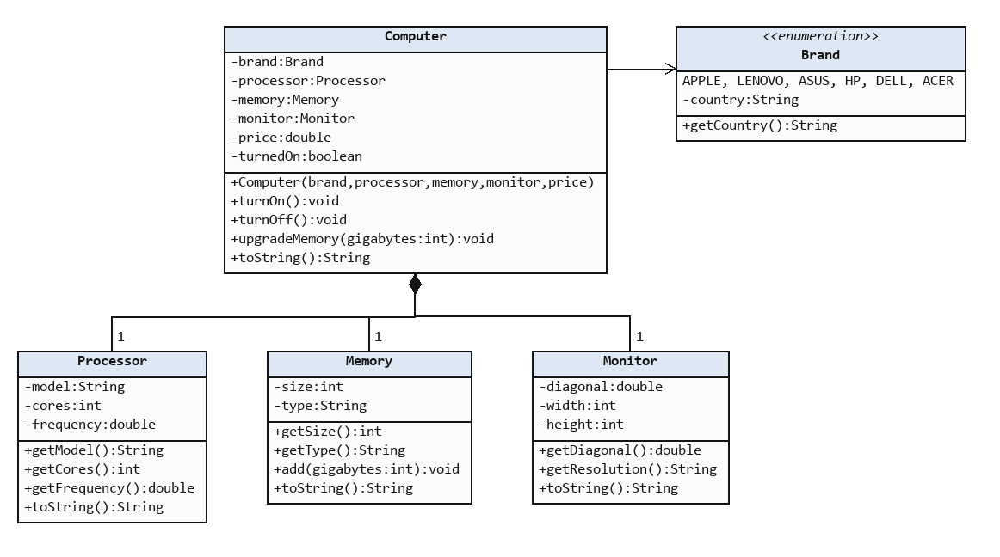 Computer
-brand:Brand
-processor:Processor
-memory:Memory
-monitor:Monitor
-price:double
-turnedOn:boolean
+Computer(brand,processor,memory,monitor,price)
+turnOn():void
+turnOff():void
+upgradeMemory(gigabytes:int):void
+toString():String
<<enumeration>>
Brand
APPLE, LENOVO, ASUS, HP, DELL, ACER
-country:String
+getCountry():String
1
1
1
Processor
-model:String
-cores:int
-frequency:double
+getModel():String
+getCores():int
+getFrequency():double
+toString():String
Memory
-size:int
-type:String
+getSize():int
+getType():String
+add(gigabytes:int):void
+toString():String
Monitor
-diagonal:double
-width:int
-height:int
+getDiagonal():double
+getResolution():String
+toString():String